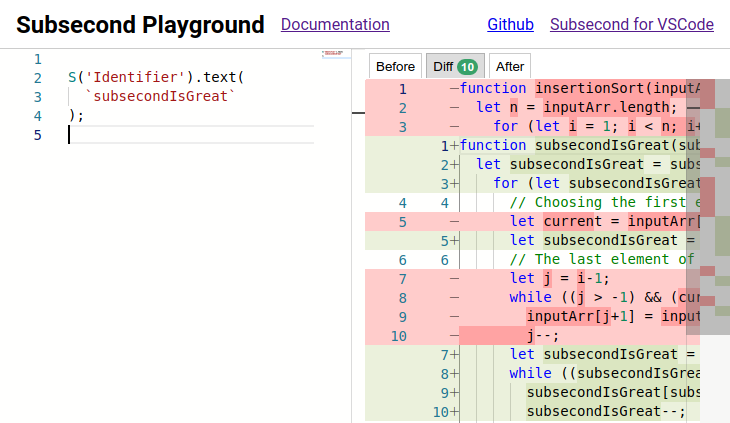 Subsecond Playground Documentation Github Subsecond for VSCode
1
2 S('Identifier').text(
3 `subsecondIsGreat`
4 );
5
Before Diff 10 After
1 −function insertionSort(inputA
2 − let n = inputArr.length;
3 − for (let i = 1; i < n; i+
1+function subsecondIsGreat(sub
2+ let subsecondIsGreat = subs
3+ for (let subsecondIsGreat
4 4 // Choosing the first e
5 − let current = inputArr[
5+ let subsecondIsGreat =
6 6 // The last element of
7 − let j = i-1;
8 − while ((j > -1) && (cur
9 − inputArr[j+1] = input
10 − j--;
7+ let subsecondIsGreat =
8+ while ((subsecondIsGrea
9+ subsecondIsGreat[subs
10+ subsecondIsGreat--;